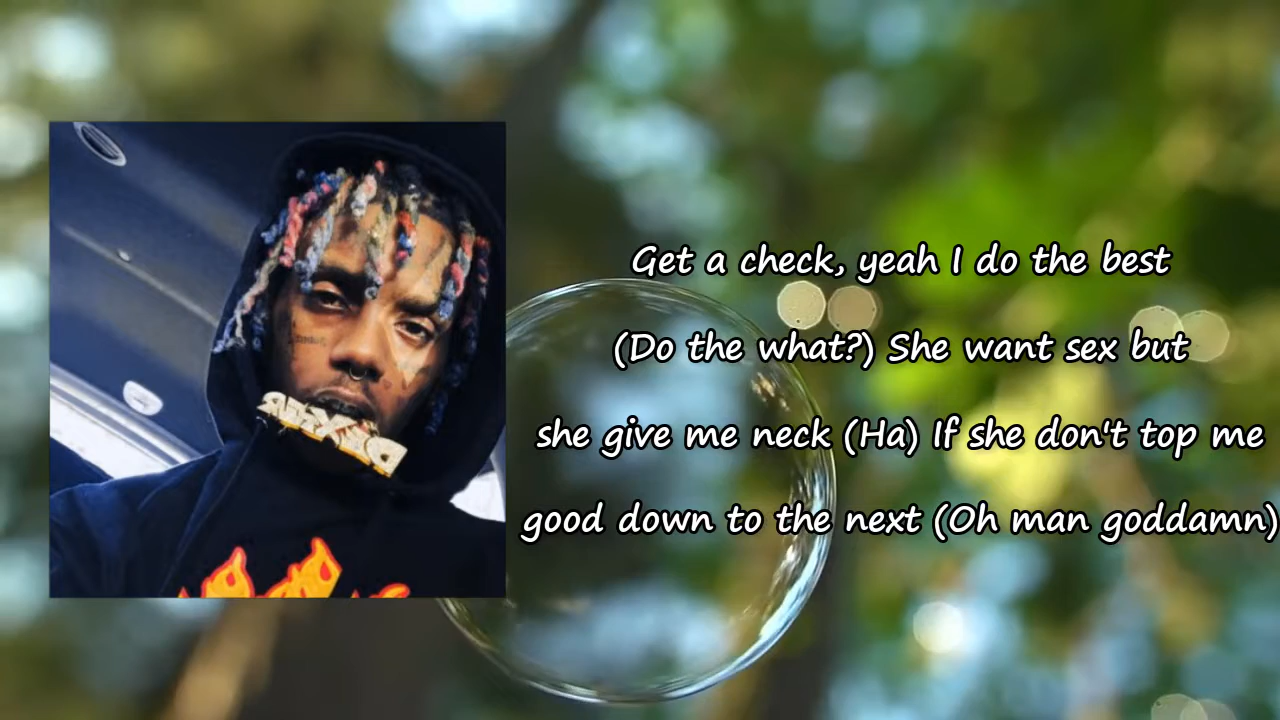 Get a check, yeah I do the best
(Do the what?) She want sex but
she give me neck (Ha) If she don't top me
good down to the next (Oh man goddamn)